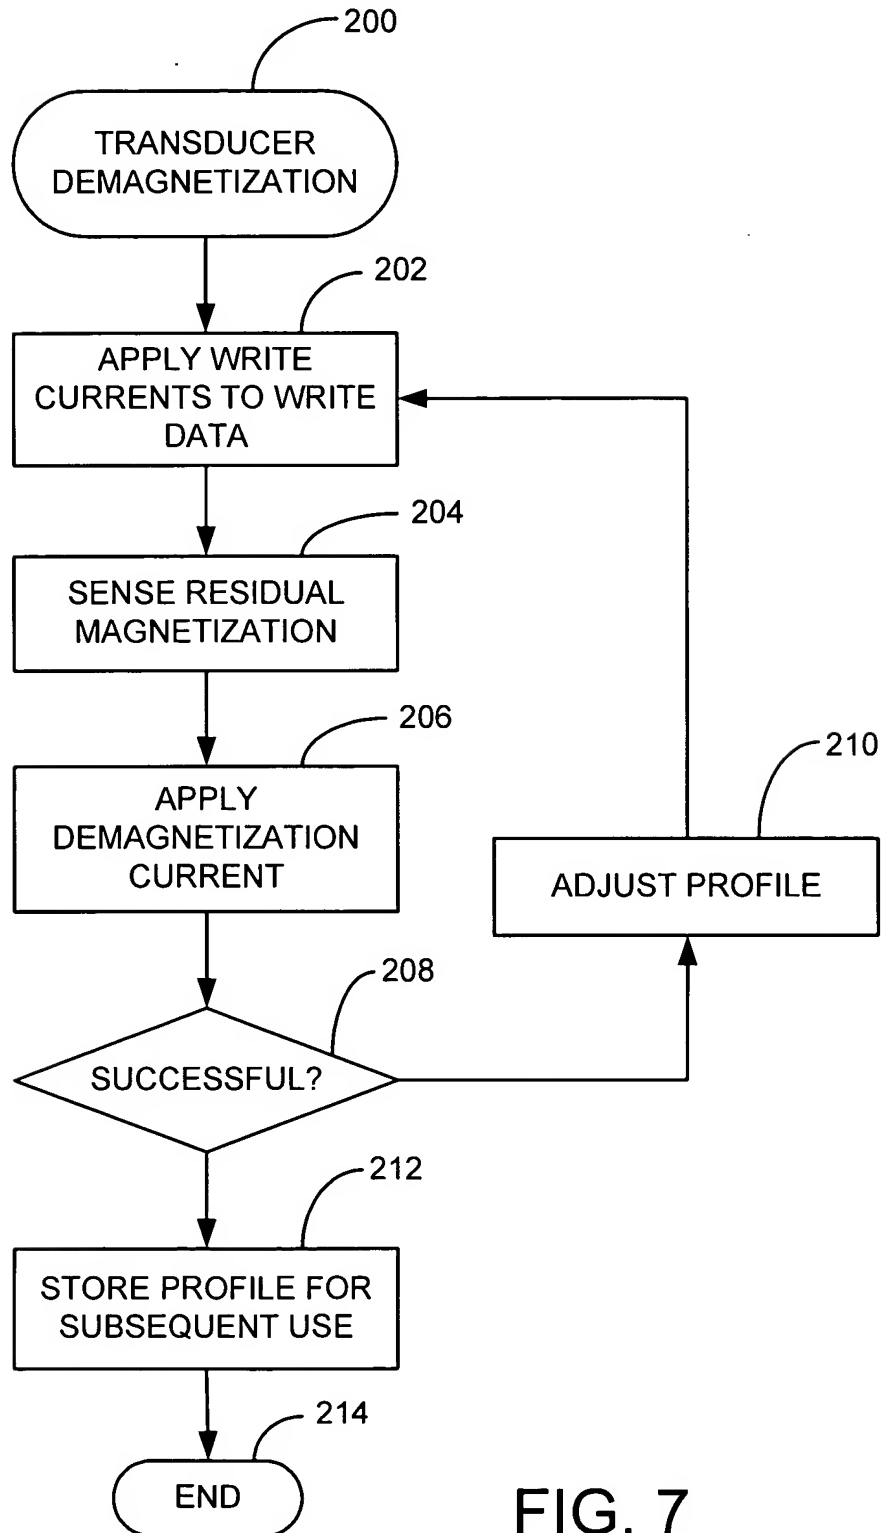 200
TRANSDUCER
DEMAGNETIZATION
202
APPLY WRITE
CURRENTS TO WRITE
DATA
204
SENSE RESIDUAL
MAGNETIZATION
206
APPLY
DEMAGNETIZATION
CURRENT
210
ADJUST PROFILE
208
SUCCESSFUL?
212
STORE PROFILE FOR
SUBSEQUENT USE
214
END
FIG. 7